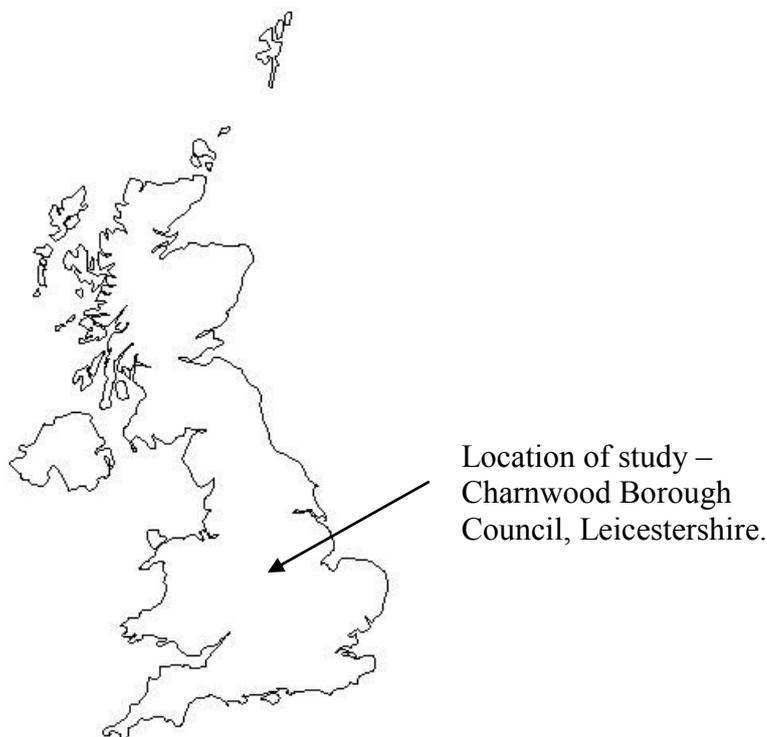 Location of study –
Charnwood Borough
Council, Leicestershire.